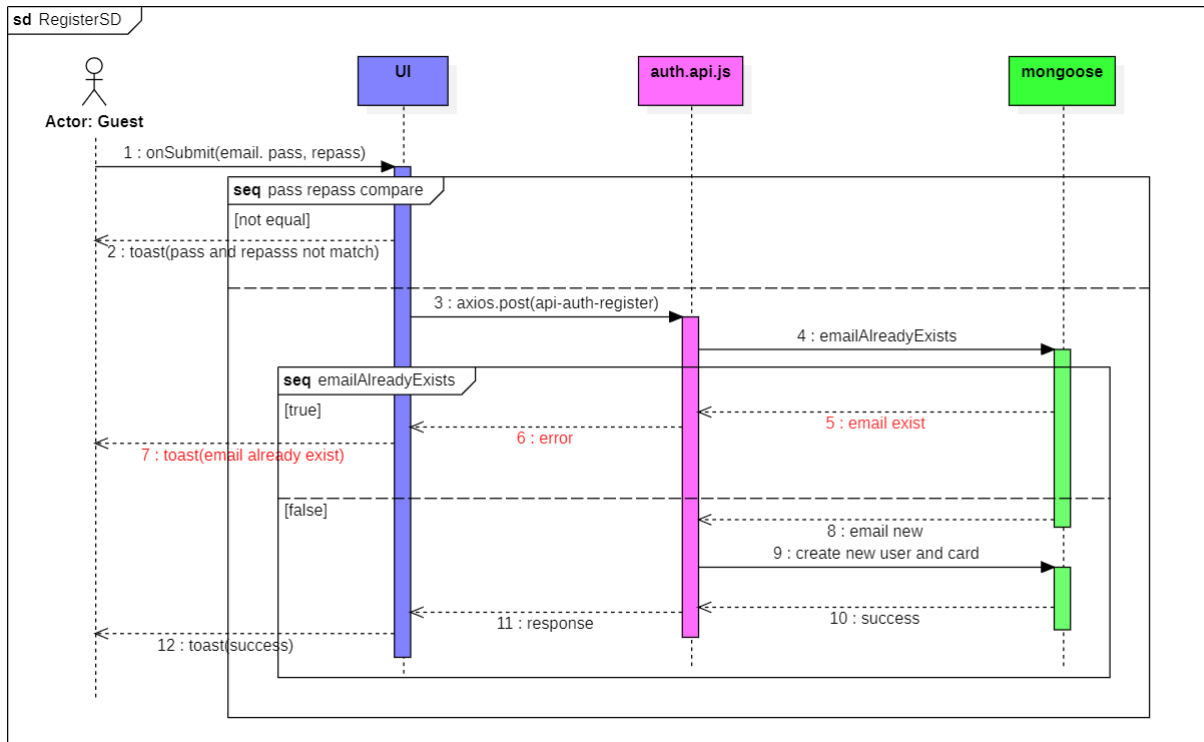 sd RegisterSD
UI
auth.api.js
mongoose
Actor: Guest
1 : onSubmit(email. pass, repass)
seq pass repass compare
[not equal]
2 : toast(pass and repasss not match)
3 : axios.post(api-auth-register)
4 : emailAlreadyExists
seq emailAlreadyExists
[true]
5 : email exist
6 : error
7 : toast(email already exist)
[false]
8 : email new
9 : create new user and card
10 : success
11 : response
12 : toast(success)